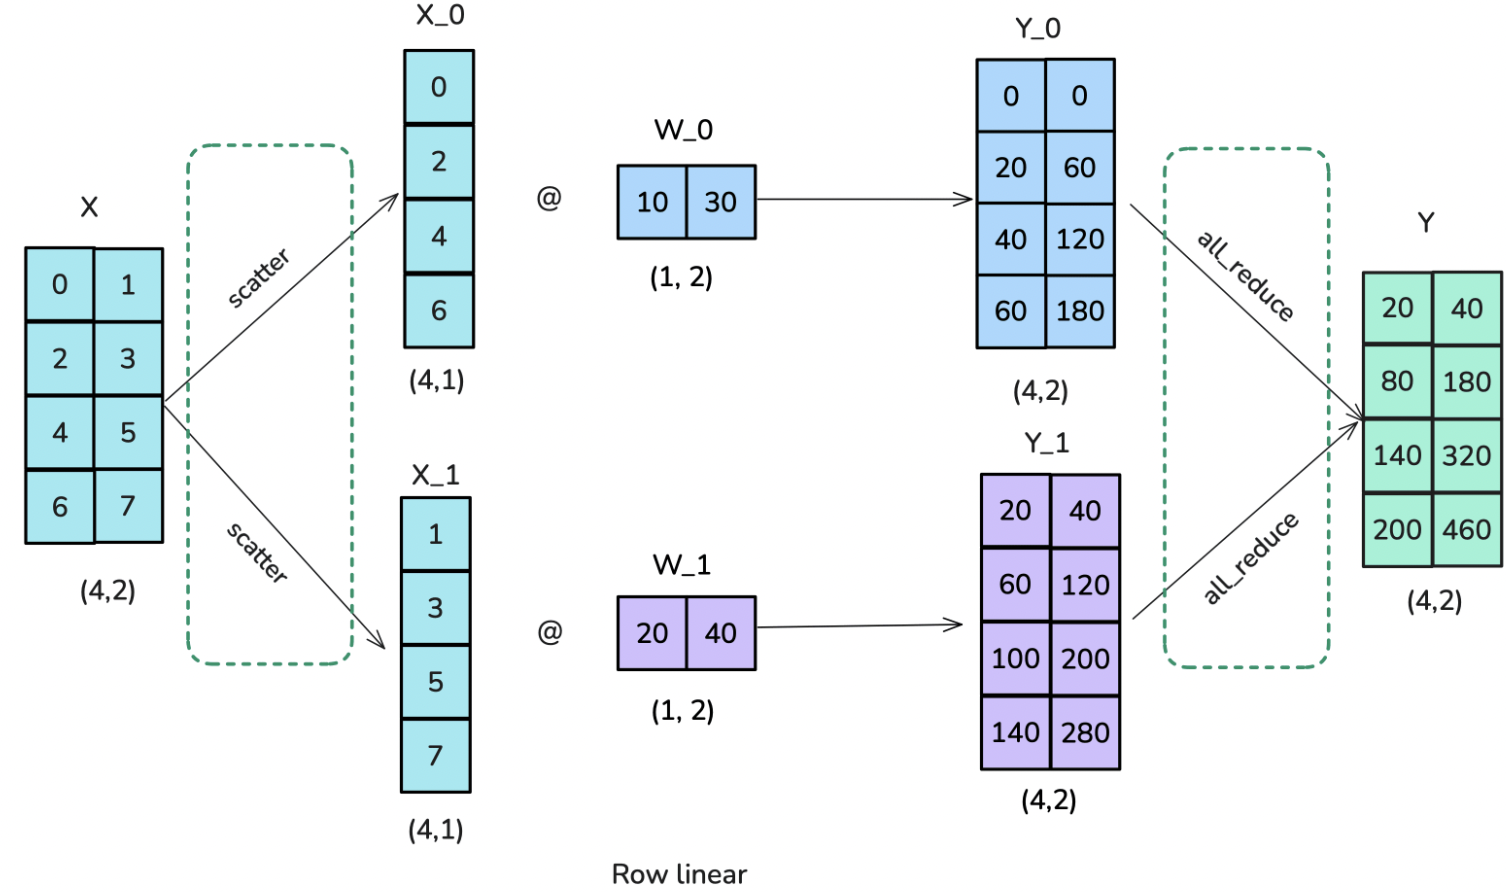 X
0 1
2 3
4 5
6 7
(4,2)
scatter
scatter
X_0
0
2
4
6
(4,1)
@
W_0
10 30
(1, 2)
Y_0
0 0
20 60
40 120
60 180
(4,2)
X_1
1
3
5
7
(4,1)
@
W_1
20 40
(1, 2)
Y_1
20 40
60 120
100 200
140 280
(4,2)
all_reduce
all_reduce
Y
20 40
80 180
140 320
200 460
(4,2)
Row linear